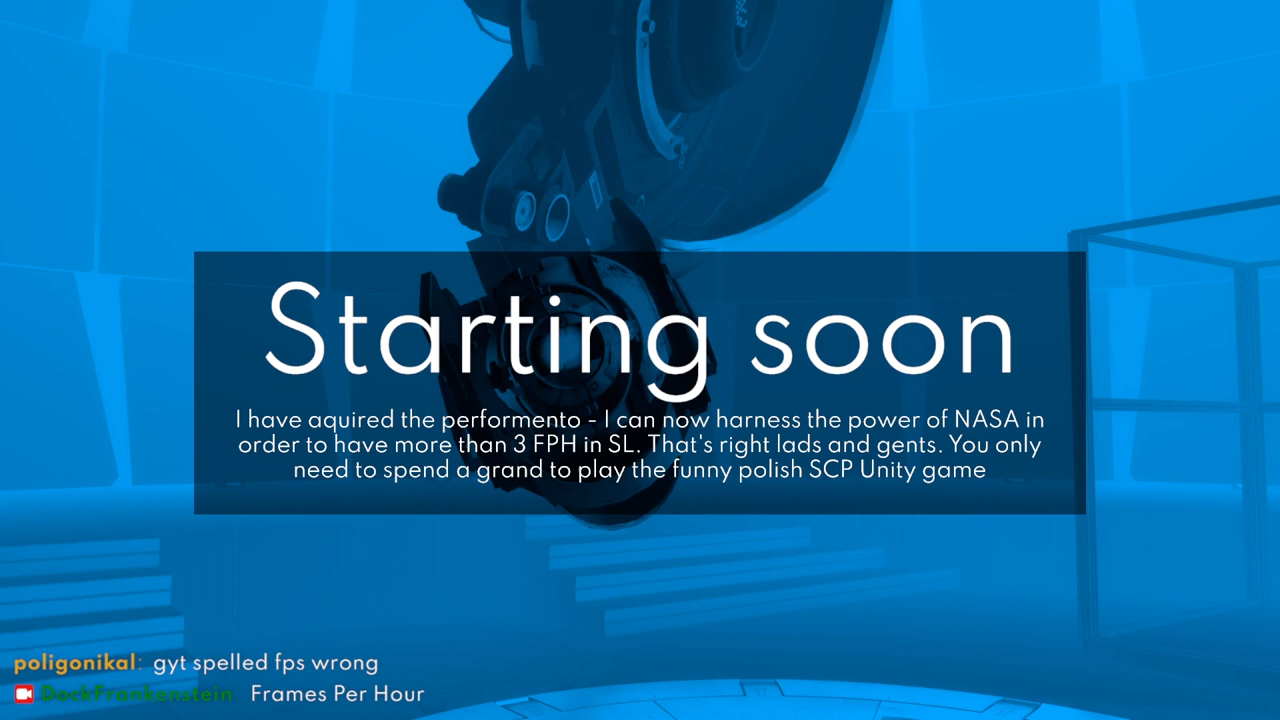 Starting soon
I have aquired the performento - I can now harness the power of NASA in
order to have more than 3 FPH in SL. That's right lads and gents. You only
need to spend a grand to play the funny polish SCP Unity game
poligonikal: gyt spelled fps wrong
DeckFrankenstein Frames Per Hour